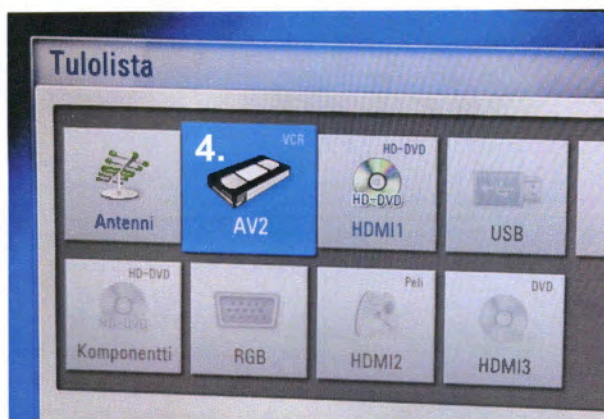 Tulolista
Antenni
4.
VCR
AV2
HD-DVD
HD-DVD
HDMI1
USB
HD-DVD
HD-DVD
Komponentti
RGB
Peli
HDMI2
DVD
HDMI3